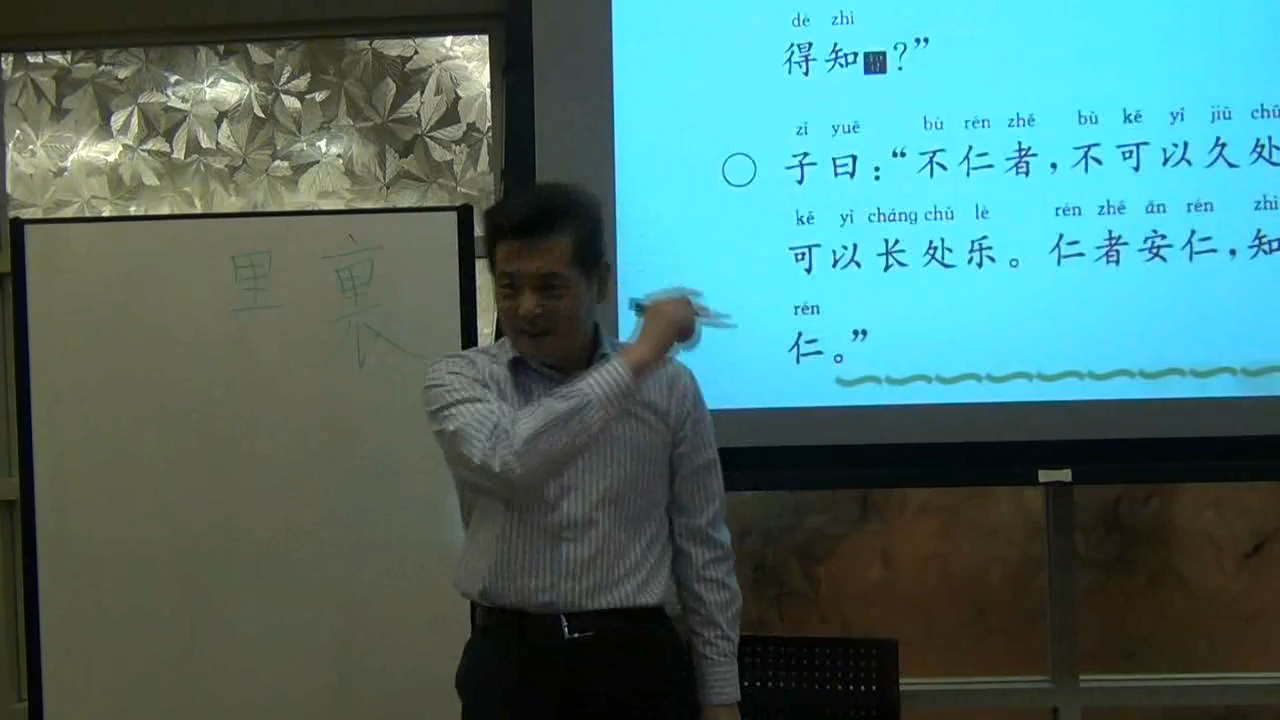 里 裏
dé zhì
得知?”
zǐ yuē bù rén zhě bù kě yǐ jiǔ chǔ
子曰：“不仁者，不可以久处
kě yǐ cháng chǔ lè rén zhě ān rén zhì
可以长处乐。仁者安仁，知
rén
仁。”